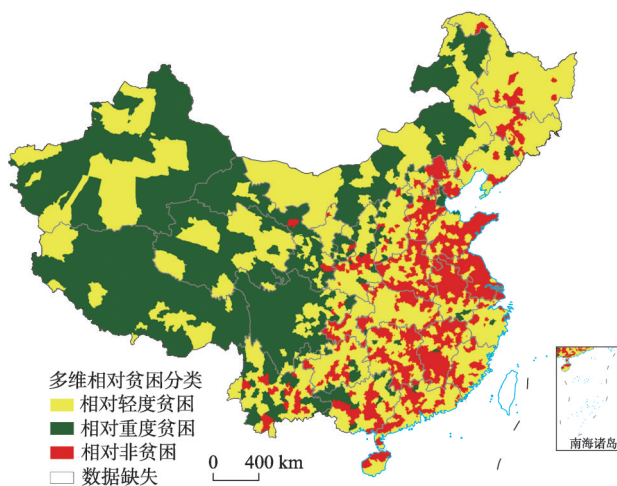 多维相对贫困分类
相对轻度贫困
相对重度贫困
相对非贫困
数据缺失
0 400 km
南海诸岛